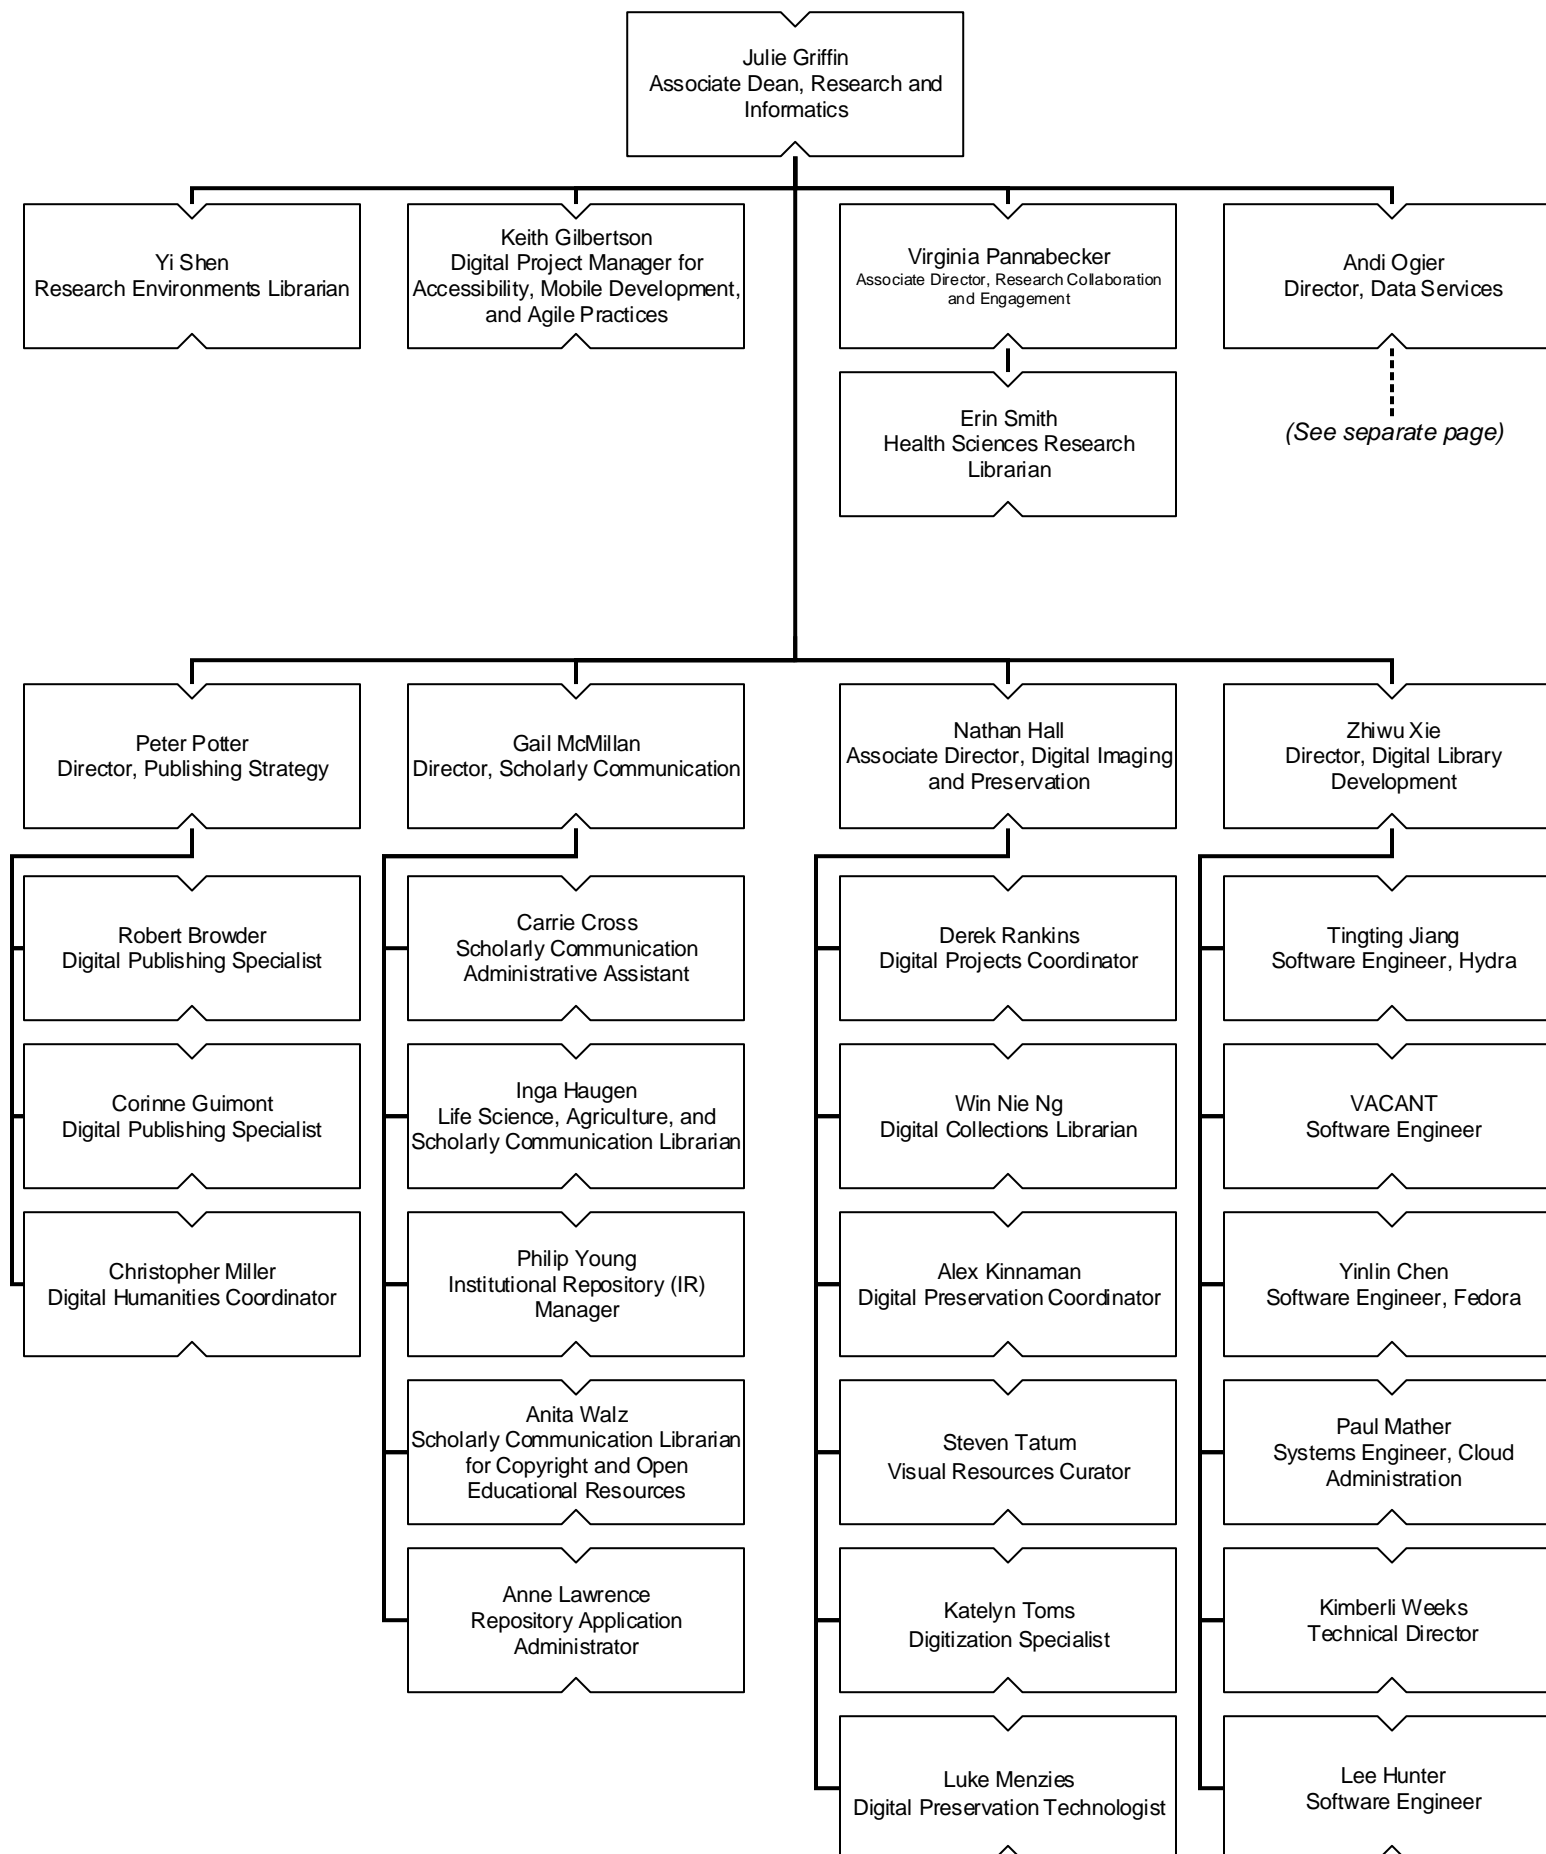 Julie Griffin
Associate Dean, Research and
Informatics
Yi Shen
Research Environments Librarian
Keith Gilbertson
Digital Project Manager for
Accessibility, Mobile Development,
and Agile Practices
Virginia Pannabecker
Associate Director, Research Collaboration
and Engagement
Andi Ogier
Director, Data Services
Erin Smith
Health Sciences Research
Librarian
(See separate page)
Peter Potter
Director, Publishing Strategy
Gail McMillan
Director, Scholarly Communication
Nathan Hall
Associate Director, Digital Imaging
and Preservation
Zhiwu Xie
Director, Digital Library
Development
Robert Browder
Digital Publishing Specialist
Carrie Cross
Scholarly Communication
Administrative Assistant
Derek Rankins
Digital Projects Coordinator
Tingting Jiang
Software Engineer, Hydra
Corinne Guimont
Digital Publishing Specialist
Inga Haugen
Life Science, Agriculture, and
Scholarly Communication Librarian
Win Nie Ng
Digital Collections Librarian
VACANT
Software Engineer
Christopher Miller
Digital Humanities Coordinator
Philip Young
Institutional Repository (IR)
Manager
Alex Kinnaman
Digital Preservation Coordinator
Yinlin Chen
Software Engineer, Fedora
Anita Walz
Scholarly Communication Librarian
for Copyright and Open
Educational Resources
Steven Tatum
Visual Resources Curator
Paul Mather
Systems Engineer, Cloud
Administration
Anne Lawrence
Repository Application
Administrator
Katelyn Toms
Digitization Specialist
Kimberli Weeks
Technical Director
Luke Menzies
Digital Preservation Technologist
Lee Hunter
Software Engineer